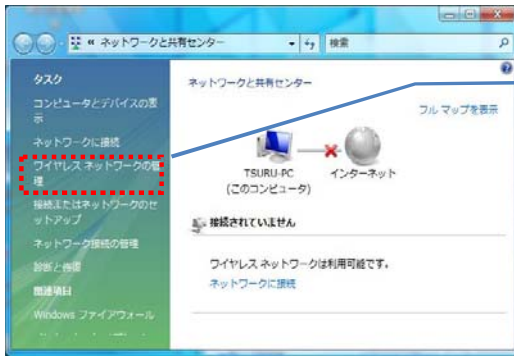 « ネットワークと共有センター
検索
タスク
コンピュータとデバイスの表
示
ネットワークに接続
ワイヤレス ネットワークの管
理
接続またはネットワークのセ
ットアップ
ネットワーク接続の管理
診断と修復
関連項目
Windows ファイアウォール
ネットワークと共有センター
フル マップを表示
TSURU-PC
(このコンピュータ)
インターネット
接続されていません
ワイヤレス ネットワークは利用可能です。
ネットワークに接続